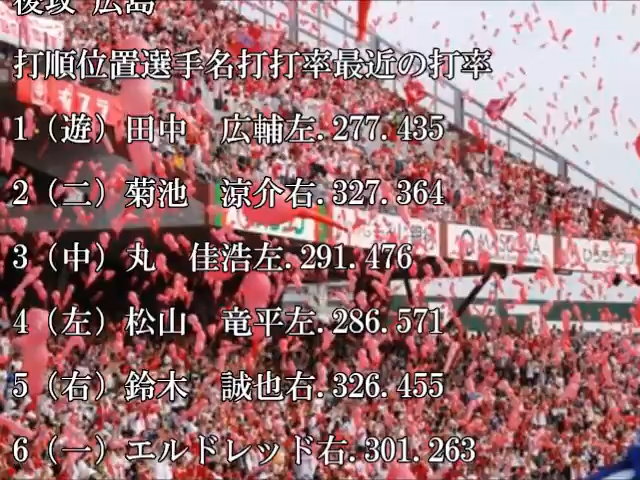 後攻 広島
打順位置選手名打打率最近の打率
1（遊）田中　広輔左.277.435
2（二）菊池　涼介右.327.364
3（中）丸　佳浩左.291.476
4（左）松山　竜平左.286.571
5（右）鈴木　誠也右.326.455
6（一）エルドレッド右.301.263